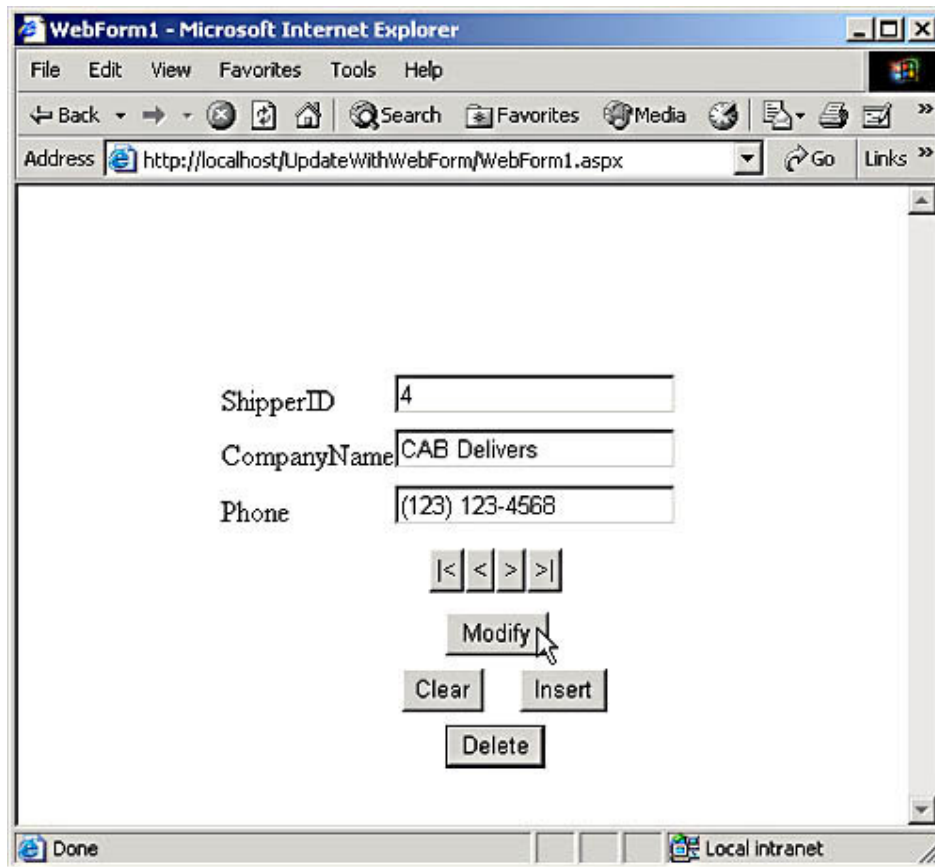 WebForm1 - Microsoft Internet Explorer
File Edit View Favorites Tools Help
Back Search Favorites Media »
Address http://localhost/UpdateWithWebForm/WebForm1.aspx Go Links »
ShipperID 4
CompanyName CAB Delivers
Phone (123) 123-4568
|< < > >|
Modify
Clear Insert
Delete
Done Local intranet